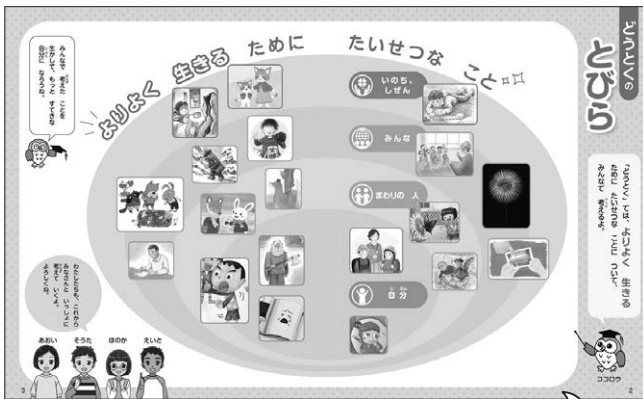 どうとくの
とびら
「どうとく」では、よりよく 生きる
ために たいせつな ことに ついて、
みんなで 考えるよ。
ココロウ
2
よりよく 生きる ために たいせつな こと
いのち、
しぜん
みんな
まわりの 人
自分
じぶん
みんなで 考えた ことを
生かして、もっと すてきな
自分に なろうね。
わたしたちも、これから
みなさんと いっしょに
考えて いくよ。
よろしくね。
あおい
そうた
ほのか
えいと
3